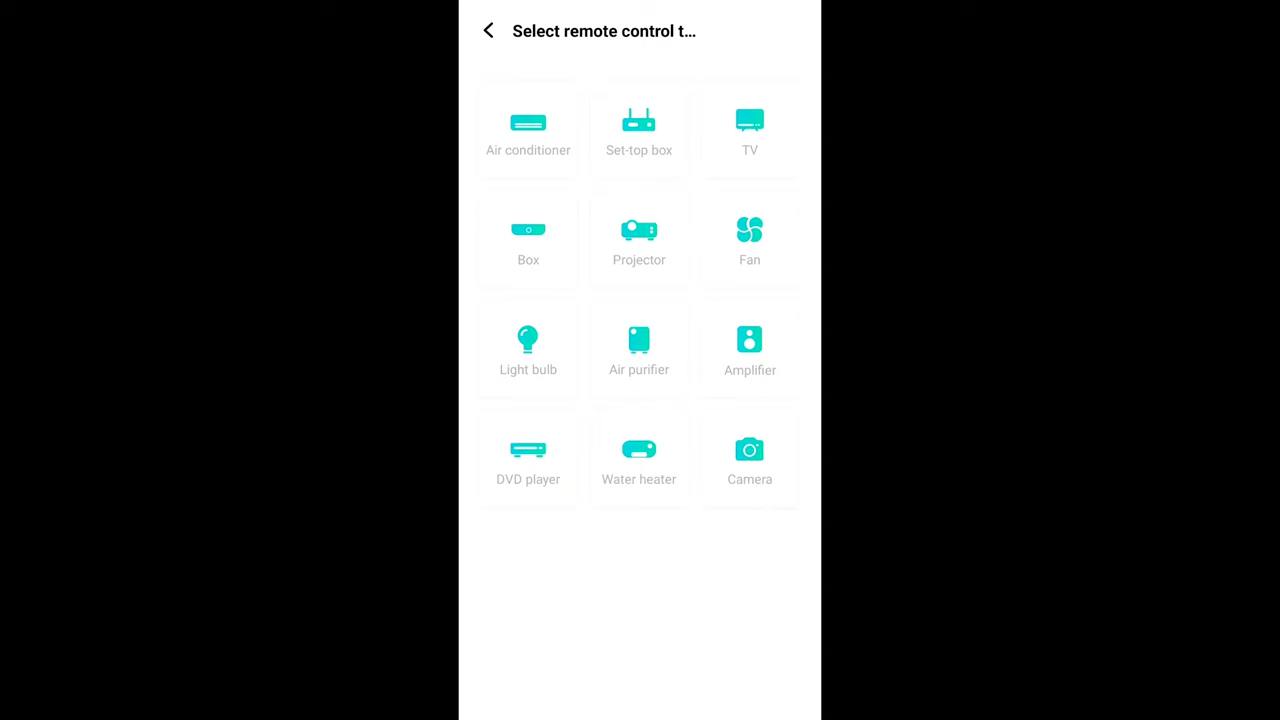 Select remote control t...
Air conditioner
Set-top box
TV
Box
Projector
Fan
Light bulb
Air purifier
Amplifier
DVD player
Water heater
Camera